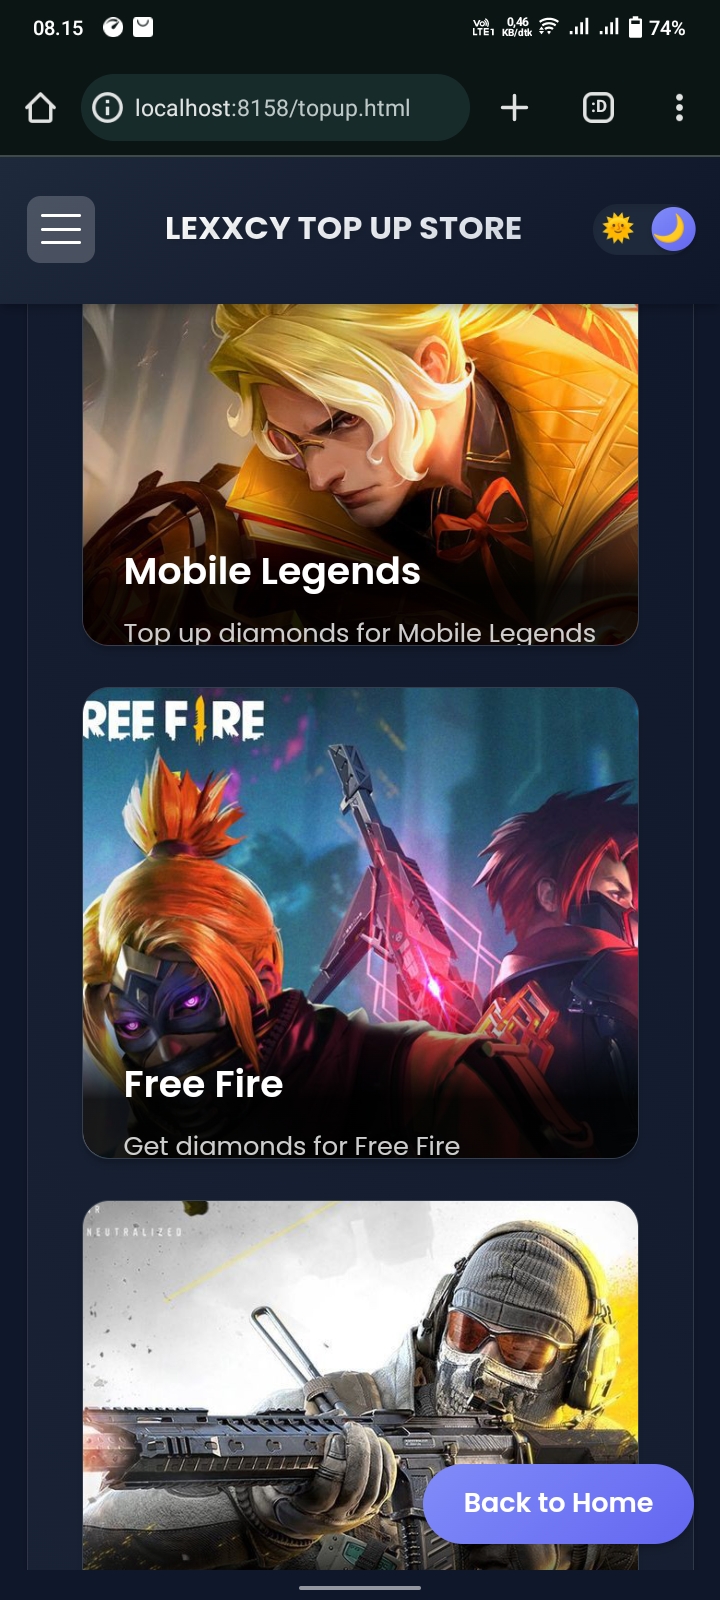 08.15
Vo)) LTE1
0,46 KB/dtk
74%
localhost:8158/topup.html
:D
LEXXCY TOP UP STORE
Mobile Legends
Top up diamonds for Mobile Legends
REE FIRE
Free Fire
Get diamonds for Free Fire
NEUTRALIZED
Back to Home